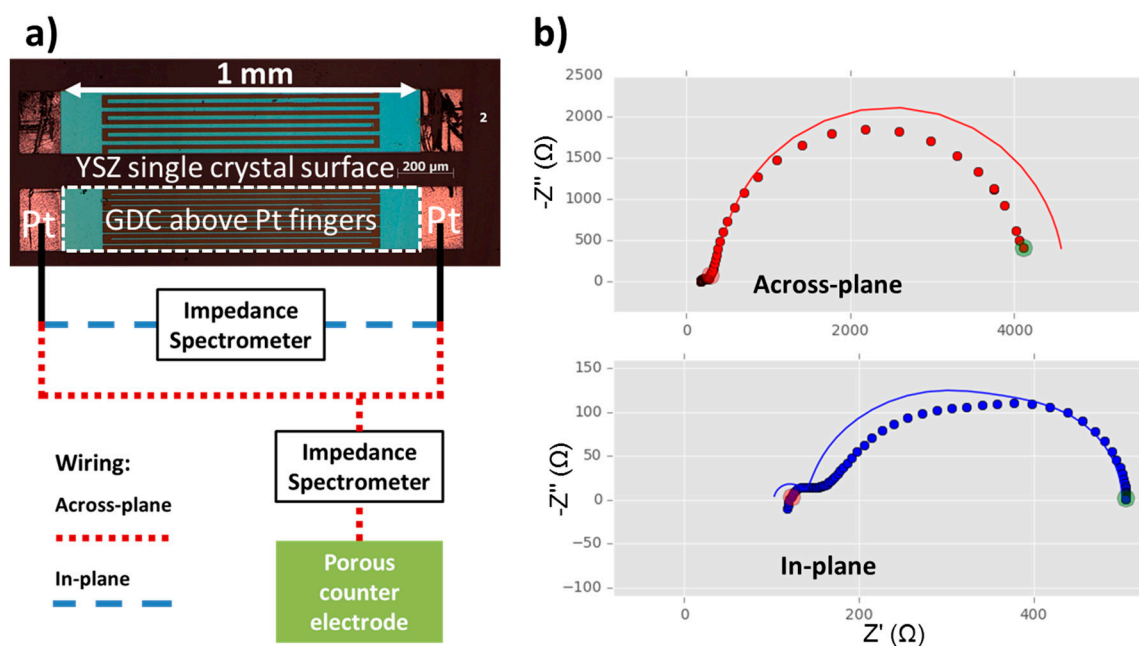 a)
1 mm
2
YSZ single crystal surface
200 μm
Pt
GDC above Pt fingers
Pt
Impedance
Spectrometer
Impedance
Spectrometer
Wiring:
Across-plane
In-plane
Porous
counter
electrode
b)
2500
2000
1500
1000
500
0
-Z'' (Ω)
Across-plane
0
2000
4000
100
50
0
−50
−100
-Z'' (Ω)
In-plane
0
200
400
Z' (Ω)